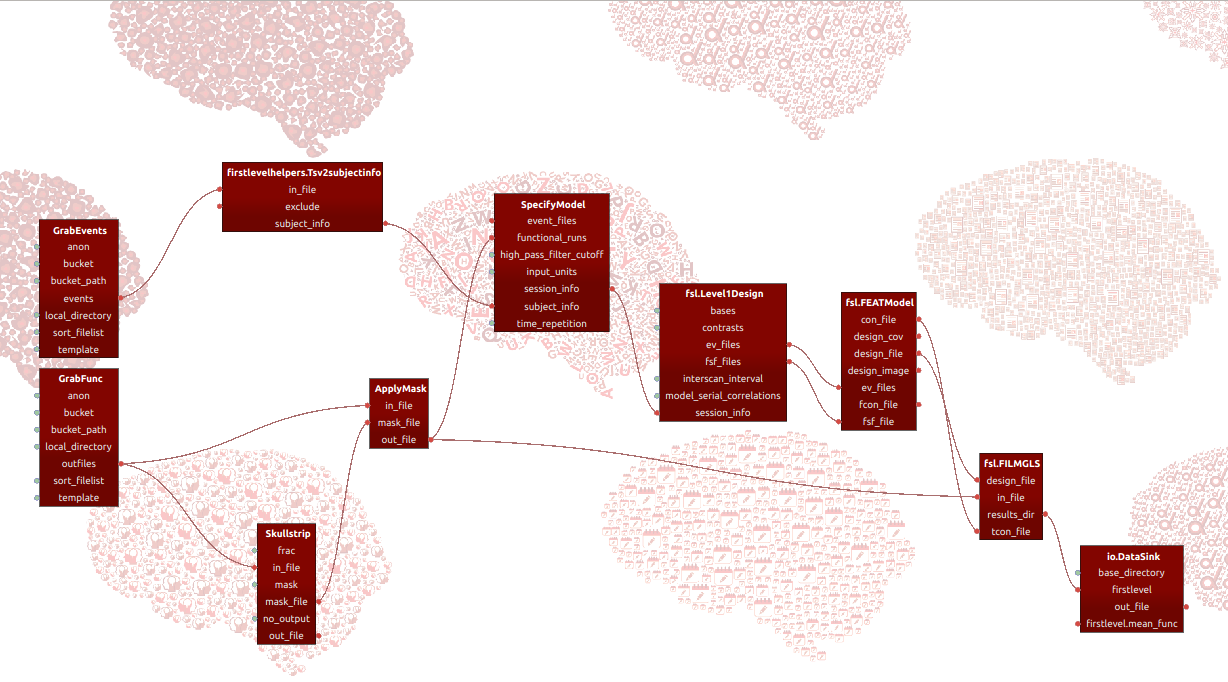 firstlevelhelpers.Tsv2subjectinfo
in_file
exclude
subject_info
GrabEvents
anon
bucket
bucket_path
events
local_directory
sort_filelist
template
GrabFunc
anon
bucket
bucket_path
local_directory
outfiles
sort_filelist
template
Skullstrip
frac
in_file
mask
mask_file
no_output
out_file
ApplyMask
in_file
mask_file
out_file
SpecifyModel
event_files
functional_runs
high_pass_filter_cutoff
input_units
session_info
subject_info
time_repetition
fsl.Level1Design
bases
contrasts
ev_files
fsf_files
interscan_interval
model_serial_correlations
session_info
fsl.FEATModel
con_file
design_cov
design_file
design_image
ev_files
fcon_file
fsf_file
fsl.FILMGLS
design_file
in_file
results_dir
tcon_file
io.DataSink
base_directory
firstlevel
out_file
firstlevel.mean_func